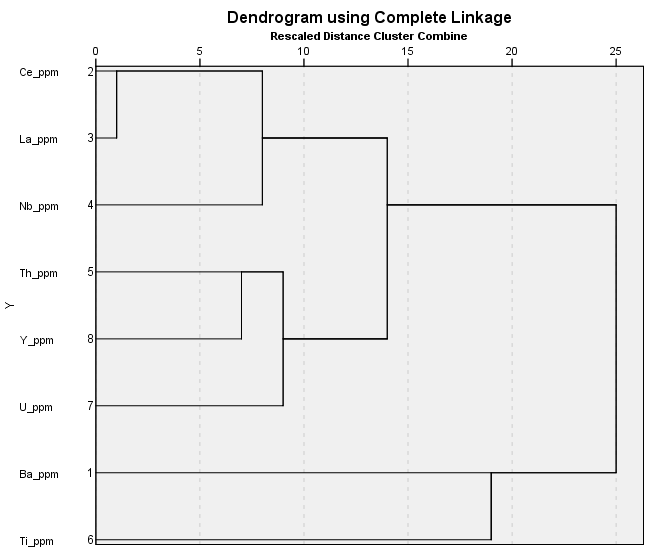 Dendrogram using Complete Linkage
Rescaled Distance Cluster Combine
0 5 10 15 20 25
Ce_ppm 2
La_ppm 3
Nb_ppm 4
Th_ppm 5
Y
Y_ppm 8
U_ppm 7
Ba_ppm 1
Ti_ppm 6